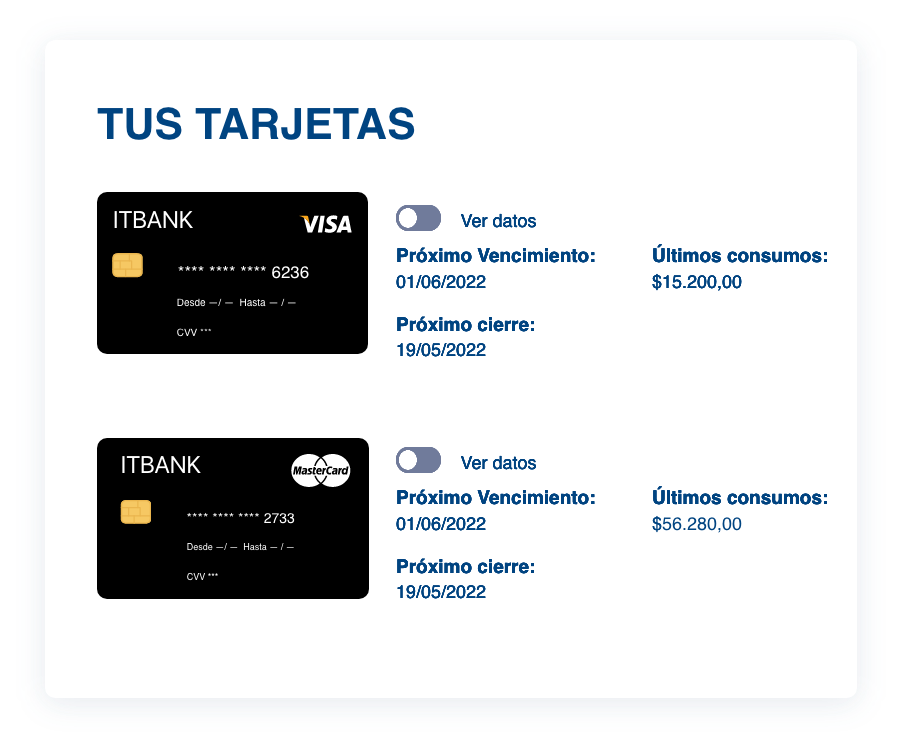 TUS TARJETAS
ITBANK
VISA
**** **** **** 6236
Desde —/ — Hasta — / —
CVV ***
Ver datos
Próximo Vencimiento:
01/06/2022
Últimos consumos:
$15.200,00
Próximo cierre:
19/05/2022
ITBANK
MasterCard
**** **** **** 2733
Desde —/ — Hasta — / —
CVV ***
Ver datos
Próximo Vencimiento:
01/06/2022
Últimos consumos:
$56.280,00
Próximo cierre:
19/05/2022